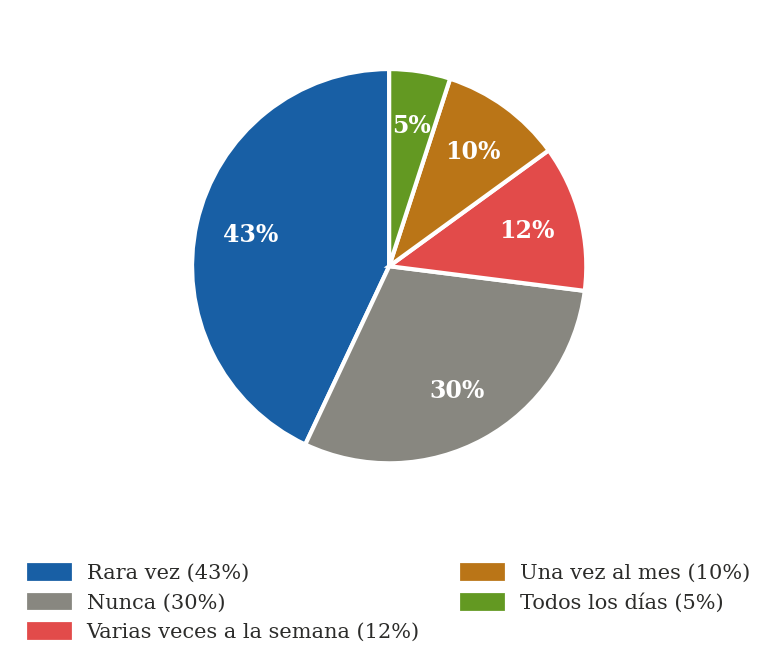 5%
10%
43%
12%
30%
Rara vez (43%)
Nunca (30%)
Varias veces a la semana (12%)
Una vez al mes (10%)
Todos los días (5%)